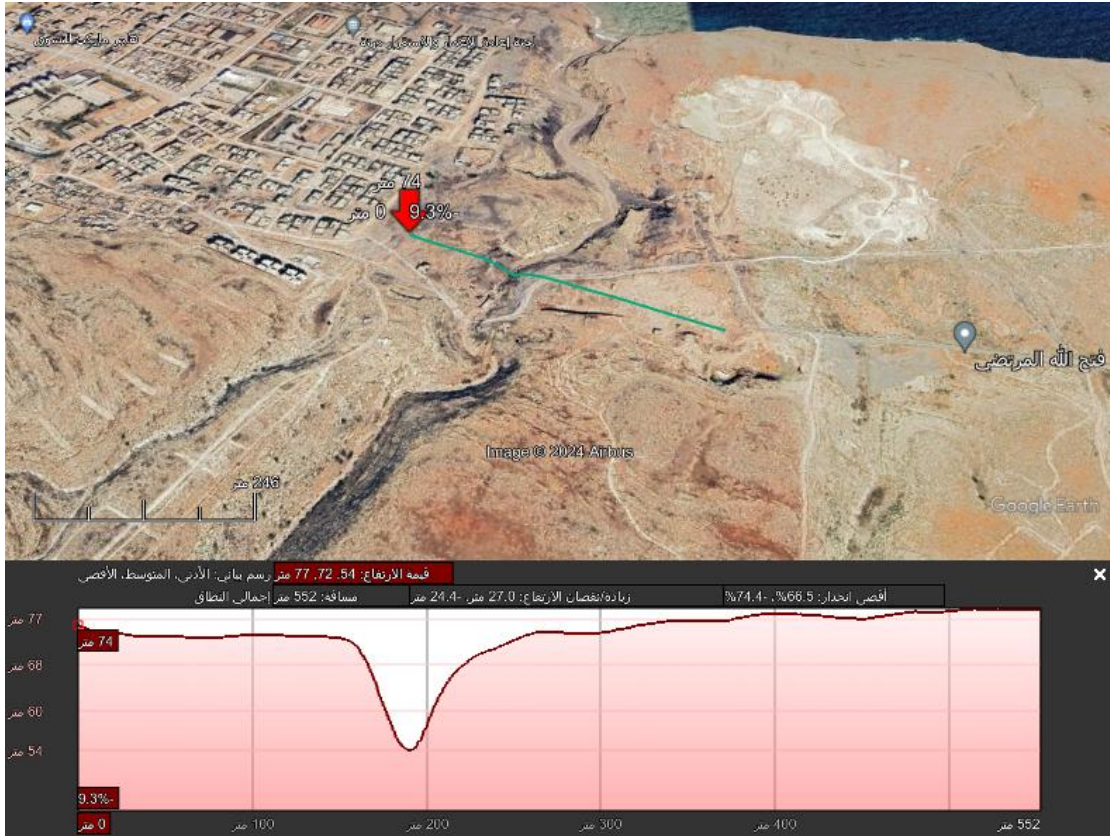 هايبر ماركت للتسوق
لجنة إعادة الإعمار والاستقرار درنة
74 متر
0 متر -9.3%
فتح الله المرتضى
Image © 2024 Airbus
246 متر
Google Earth
رسم بياني: الأدنى، المتوسط، الأقصى قيمة الارتفاع: 54, 72, 77 متر
إجمالي النطاق مسافة: 552 متر زيادة/نقصان الارتفاع: 27.0 متر، -24.4 متر أقصى انحدار: 66.5%، -74.4%
77 متر
74 متر
68 متر
60 متر
54 متر
-9.3%
0 متر 100 متر 200 متر 300 متر 400 متر 552 متر